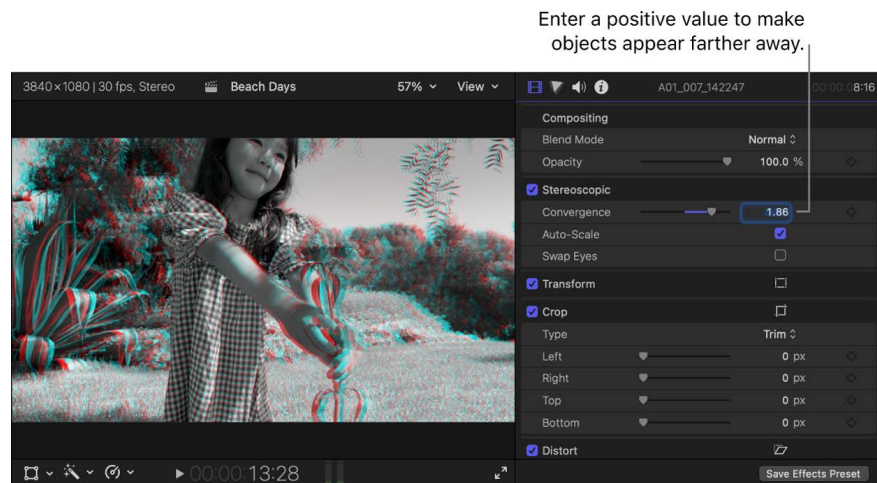 Enter a positive value to make
objects appear farther away.
3840×1080 | 30 fps, Stereo Beach Days 57% View A01_007_142247 00:00:08:16
Compositing
Blend Mode Normal
Opacity 100.0 %
Stereoscopic
Convergence 1.86
Auto-Scale
Swap Eyes
Transform
Crop
Type Trim
Left 0 px
Right 0 px
Top 0 px
Bottom 0 px
Distort
00:00:13:28 Save Effects Preset